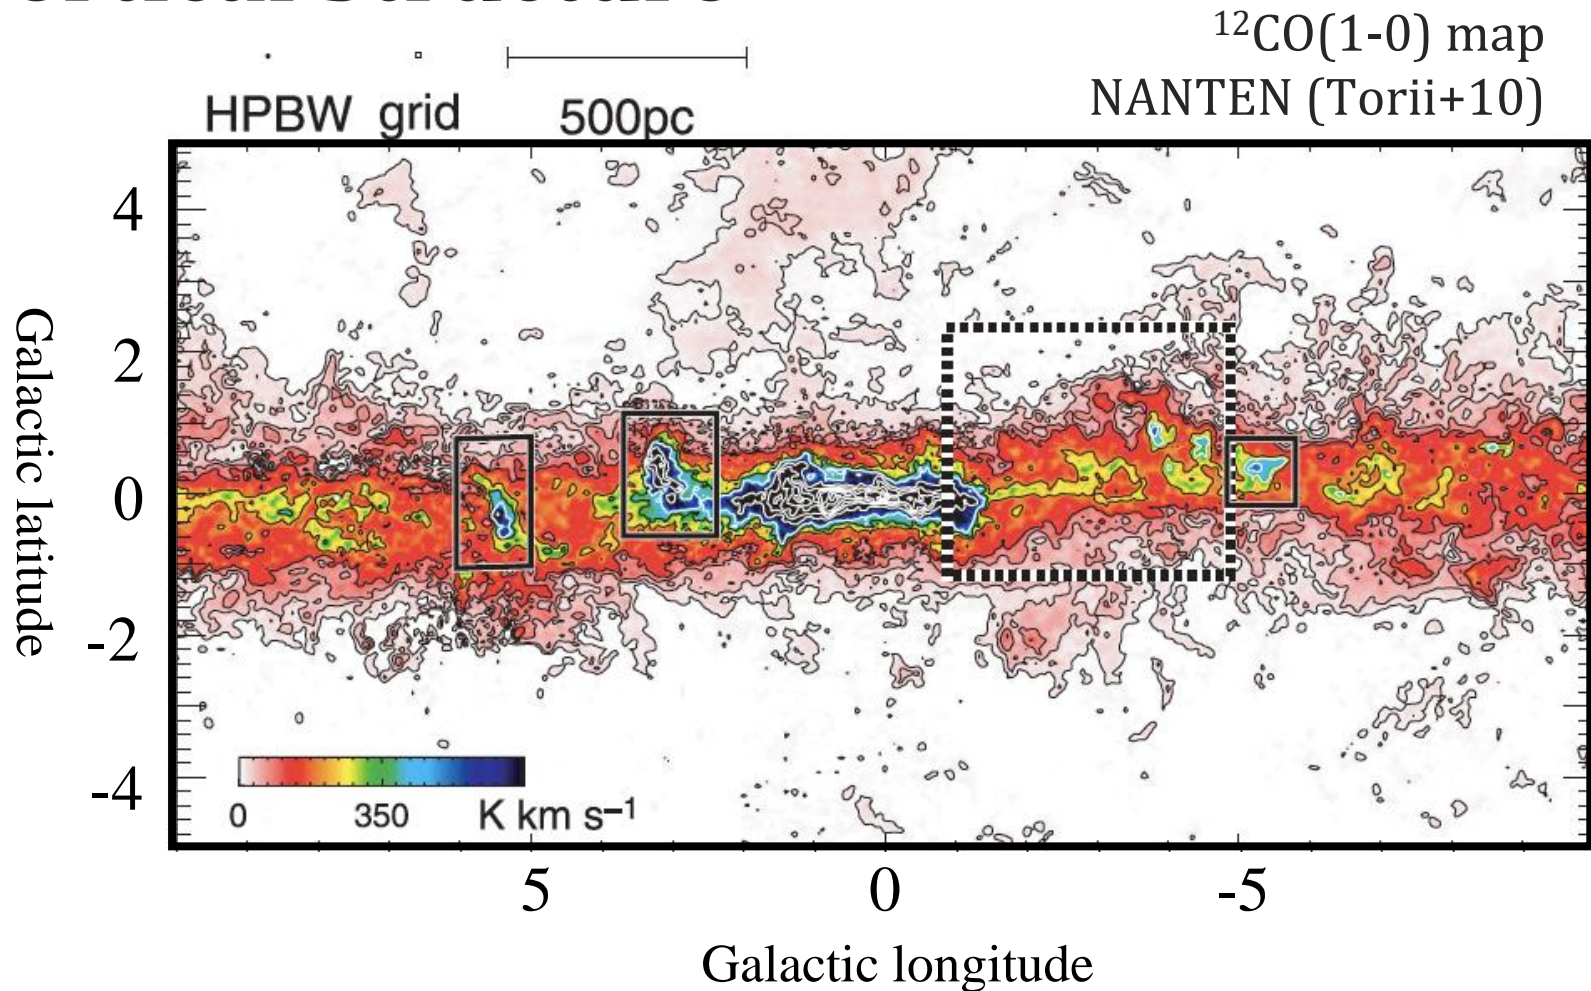 ¹²CO(1-0) map
NANTEN (Torii+10)
HPBW grid 500pc
4
2
0
-2
-4
Galactic latitude
0 350 K km s⁻¹
5 0 -5
Galactic longitude